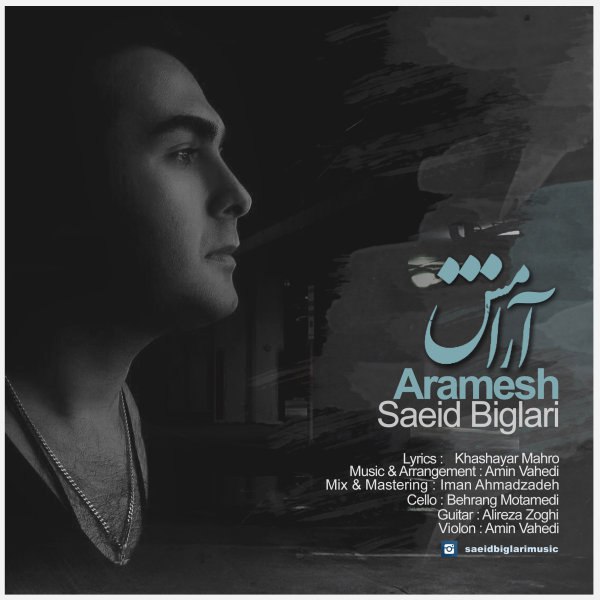 آرامش
Aramesh
Saeid Biglari
Lyrics : Khashayar Mahro
Music & Arrangement : Amin Vahedi
Mix & Mastering : Iman Ahmadzadeh
Cello : Behrang Motamedi
Guitar : Alireza Zoghi
Violon : Amin Vahedi
saeidbiglarimusic